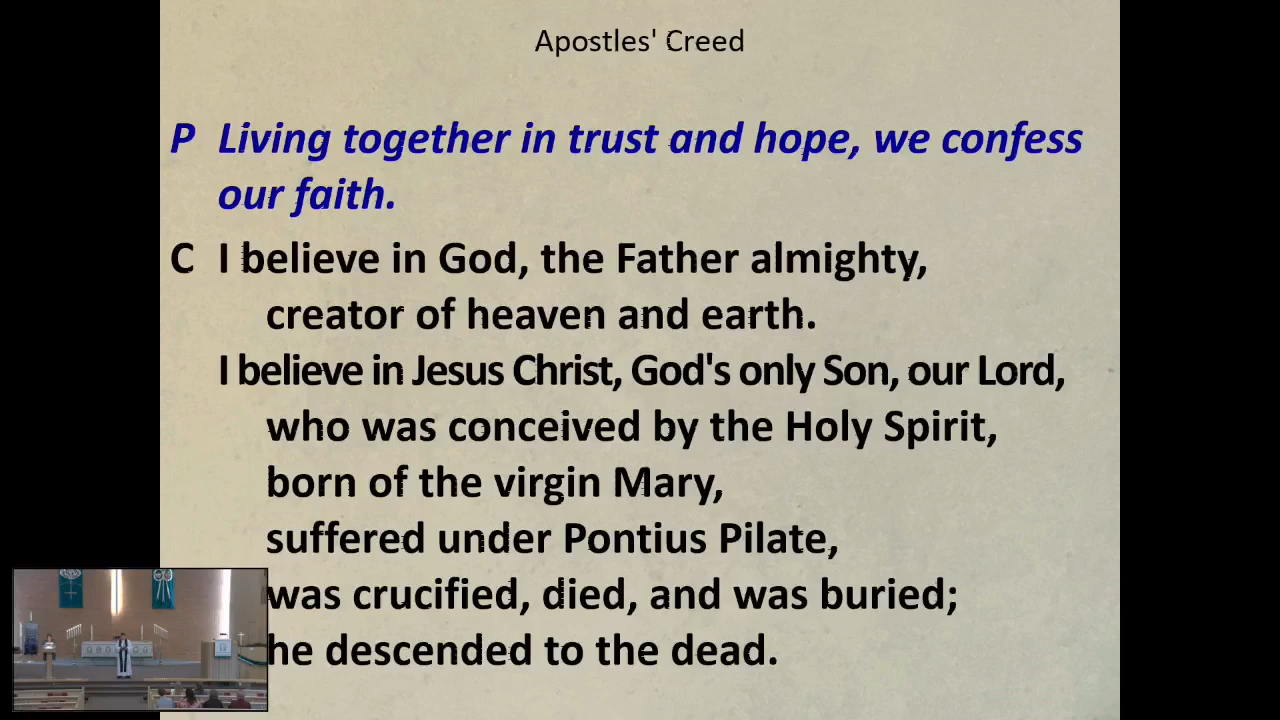 Apostles' Creed
P Living together in trust and hope, we confess
our faith.
C I believe in God, the Father almighty,
creator of heaven and earth.
I believe in Jesus Christ, God's only Son, our Lord,
who was conceived by the Holy Spirit,
born of the virgin Mary,
suffered under Pontius Pilate,
was crucified, died, and was buried;
he descended to the dead.